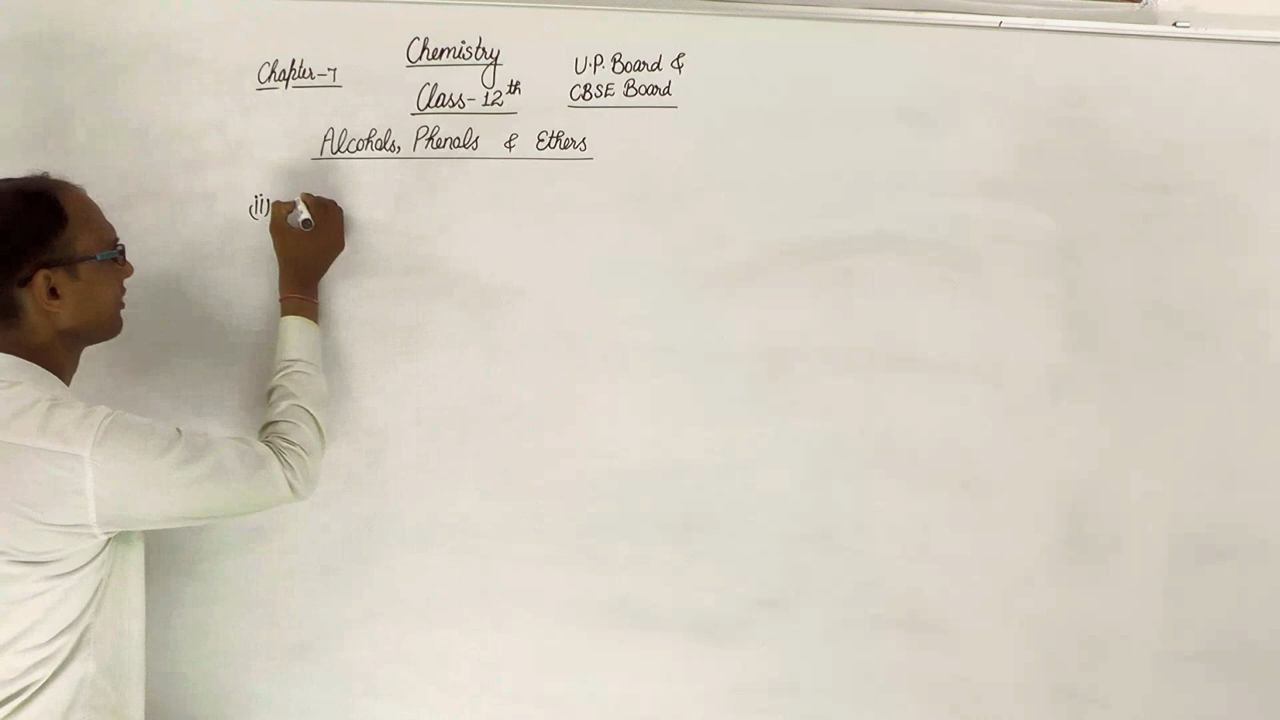 Chapter-7
Chemistry
Class-12th
U.P. Board &
CBSE Board
Alcohols, Phenols & Ethers
(ii)